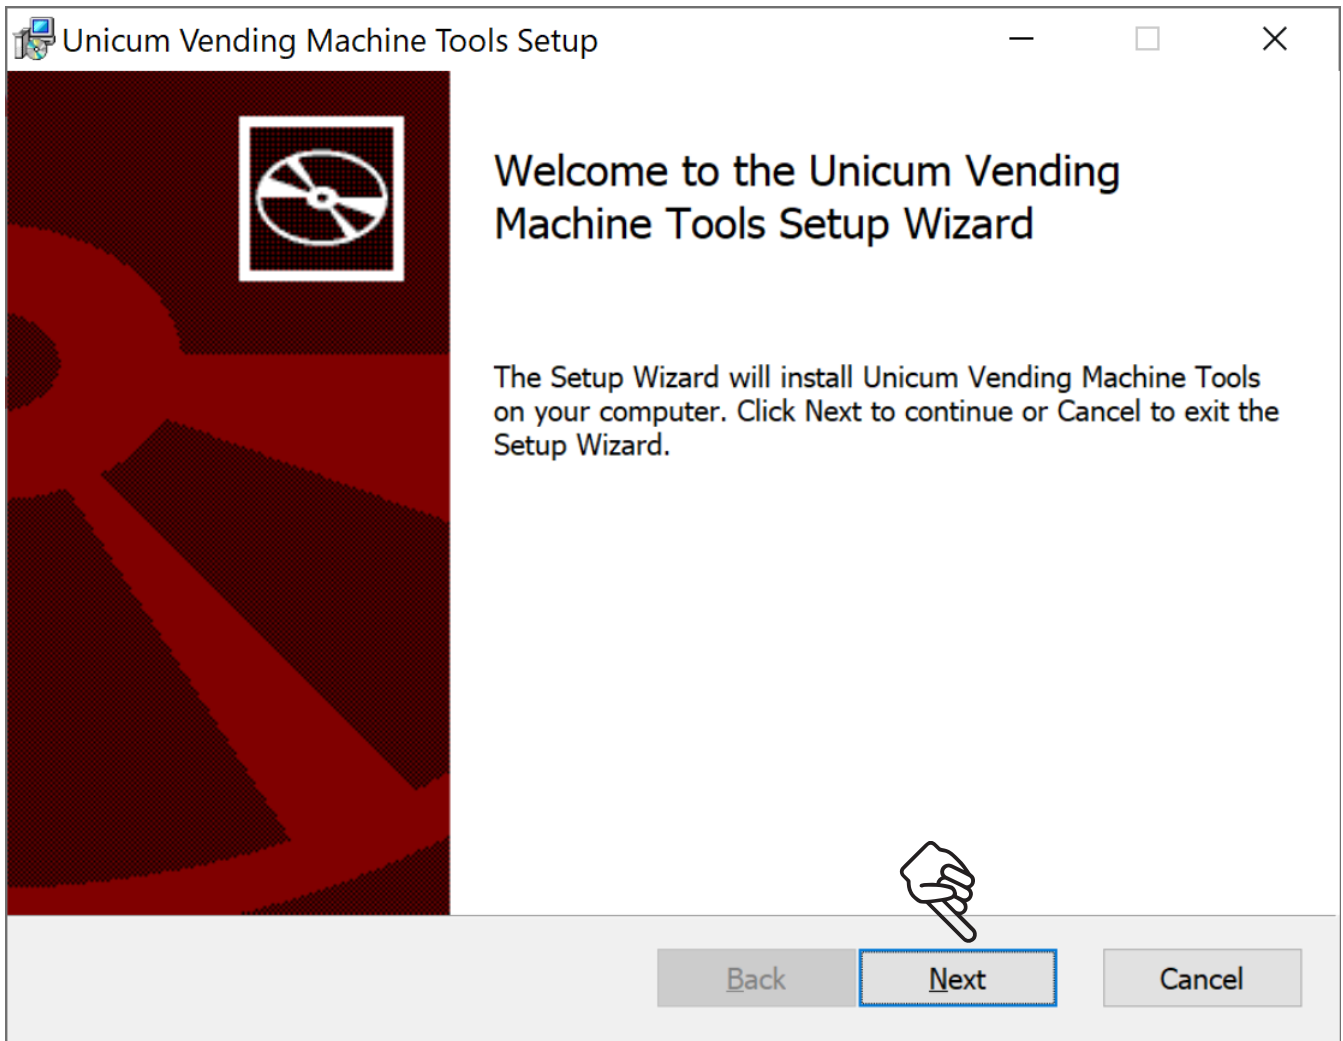 Unicum Vending Machine Tools Setup
Welcome to the Unicum Vending
Machine Tools Setup Wizard
The Setup Wizard will install Unicum Vending Machine Tools
on your computer. Click Next to continue or Cancel to exit the
Setup Wizard.
Back Next Cancel